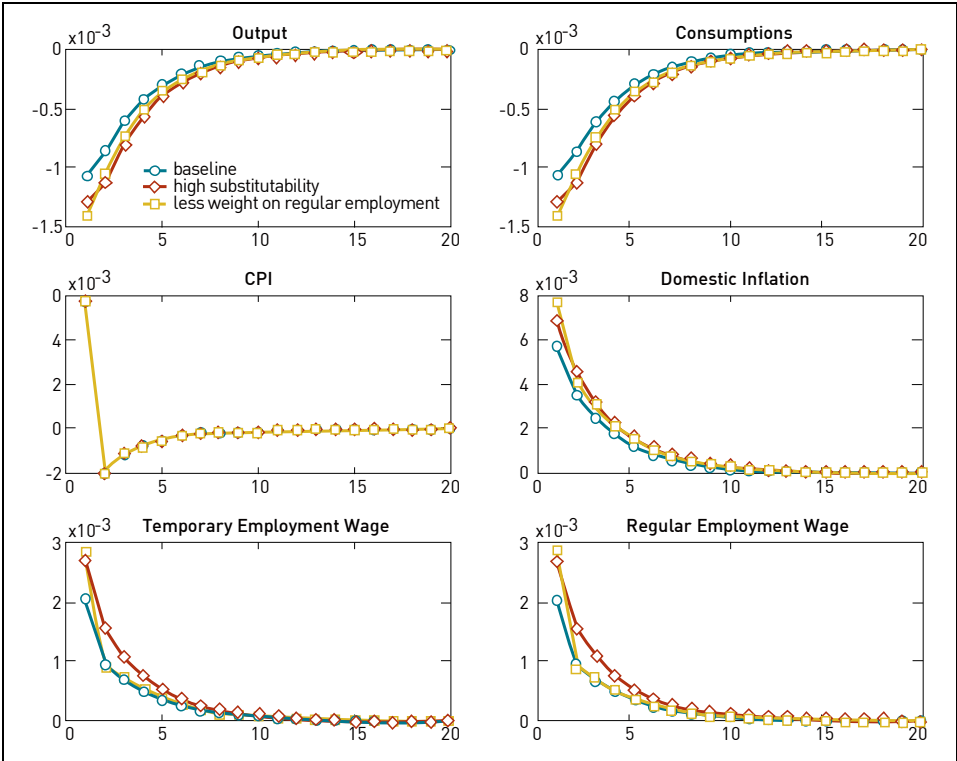 Output
x10-3
0
-0.5
-1
-1.5
baseline
high substitutability
less weight on regular employment
0 5 10 15 20
Consumptions
x10-3
0
-0.5
-1
-1.5
0 5 10 15 20
CPI
x10-3
0
4
2
0
-2
0 5 10 15 20
Domestic Inflation
x10-3
8
6
4
2
0
0 5 10 15 20
Temporary Employment Wage
x10-3
3
2
1
0
0 5 10 15 20
Regular Employment Wage
x10-3
3
2
1
0
0 5 10 15 20